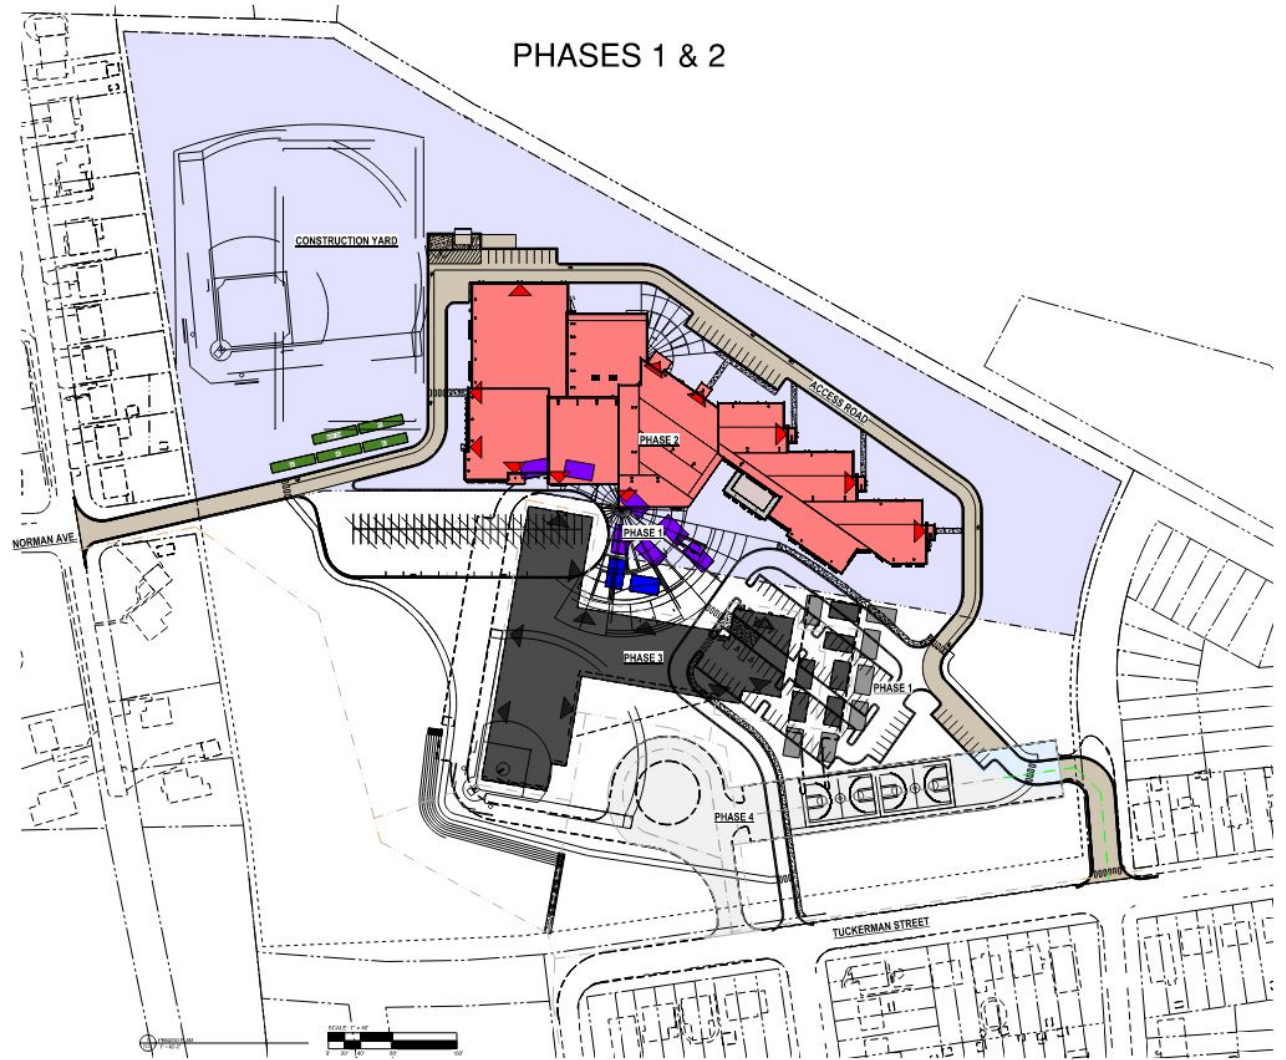 PHASES 1 & 2
CONSTRUCTION YARD
ACCESS ROAD
PHASE 2
NORMAN AVE
PHASE 1
PHASE 3
PHASE 1
PHASE 4
TUCKERMAN STREET